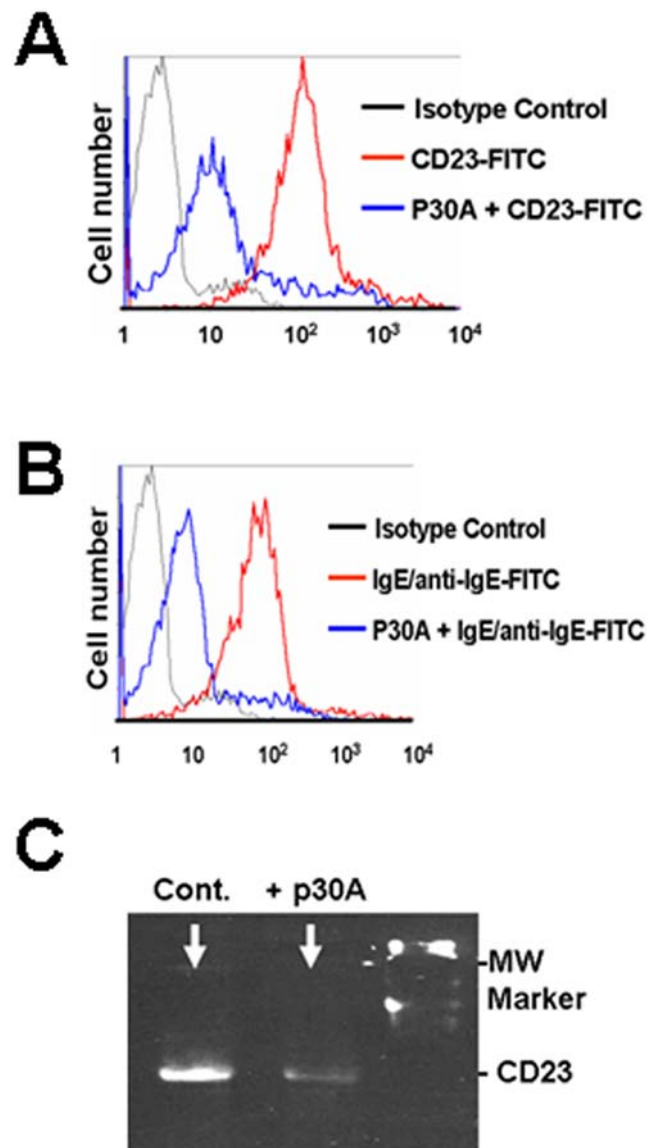 A
Cell number
Isotype Control
CD23-FITC
P30A + CD23-FITC
1 10 10² 10³ 10⁴
B
Cell number
Isotype Control
IgE/anti-IgE-FITC
P30A + IgE/anti-IgE-FITC
1 10 10² 10³ 10⁴
C
Cont. + p30A
-MW
Marker
- CD23